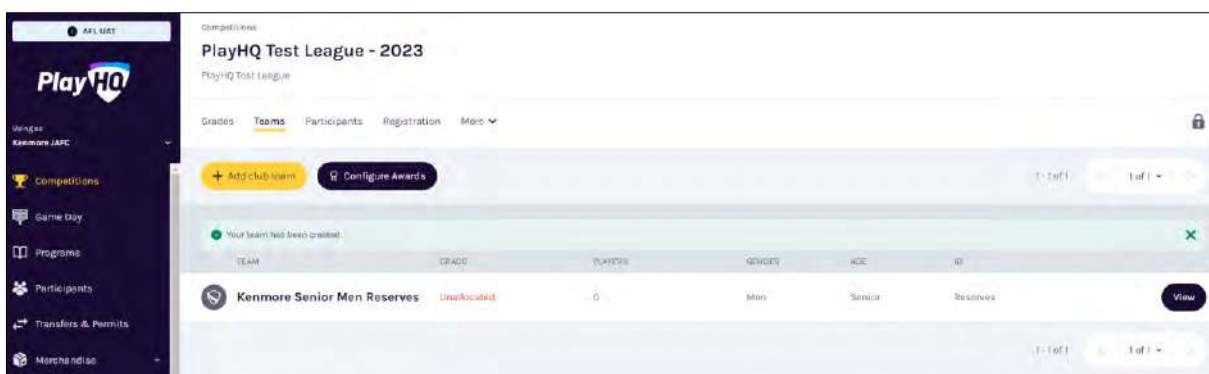 AFL UAT
PlayHQ
Using as
Kenmore JAFC
Competitions
Game Day
Programs
Participants
Transfers & Permits
Merchandise
Competitions
PlayHQ Test League - 2023
PlayHQ Test League
Grades Teams Participants Registration More
+ Add club team Configure Awards 1 - 1 of 1 1 of 1
Your team has been created.
TEAM GRADE PLAYERS GENDER AGE ID
Kenmore Senior Men Reserves Unallocated 0 Men Senior Reserves View
1 - 1 of 1 1 of 1